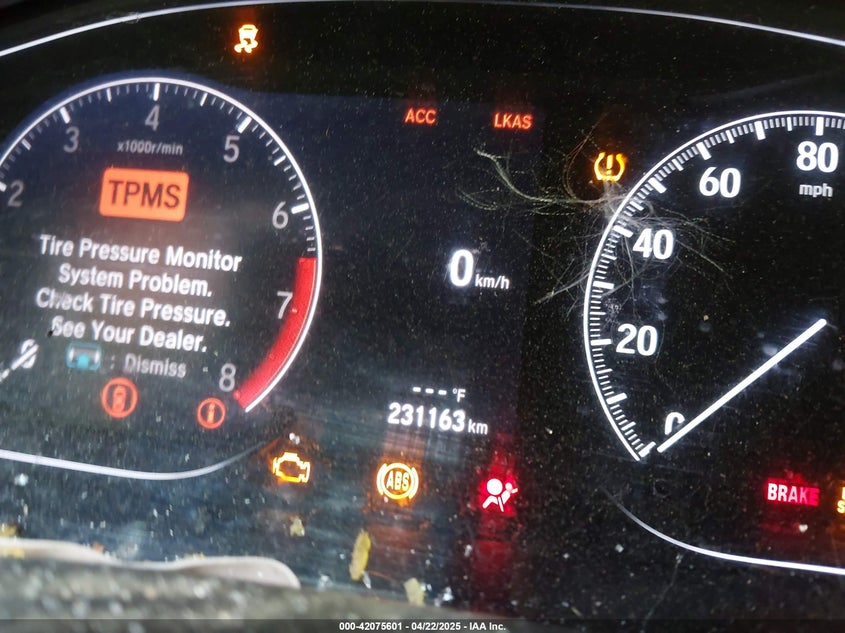 ACC LKAS
4
3
5
x1000r/min
2
TPMS
6
Tire Pressure Monitor
System Problem.
Check Tire Pressure.
See Your Dealer.
: Dismiss
7
8
80
60
mph
40
0 km/h
20
0
--- °F
231163 km
ABS
BRAKE
000-42075601 - 04/22/2025 - IAA Inc.